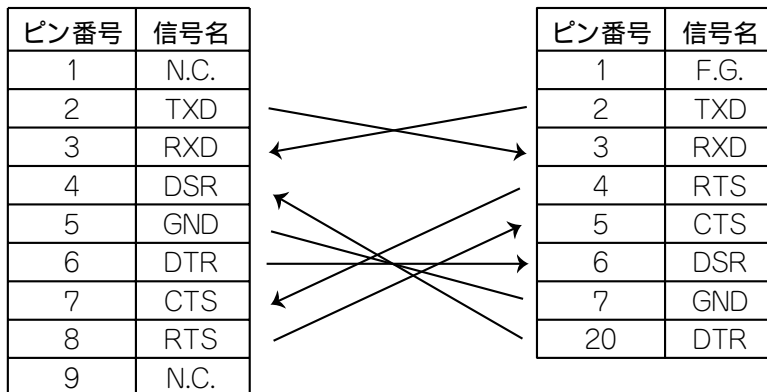 ピン番号 信号名
1 N.C.
2 TXD
3 RXD
4 DSR
5 GND
6 DTR
7 CTS
8 RTS
9 N.C.
ピン番号 信号名
1 F.G.
2 TXD
3 RXD
4 RTS
5 CTS
6 DSR
7 GND
20 DTR